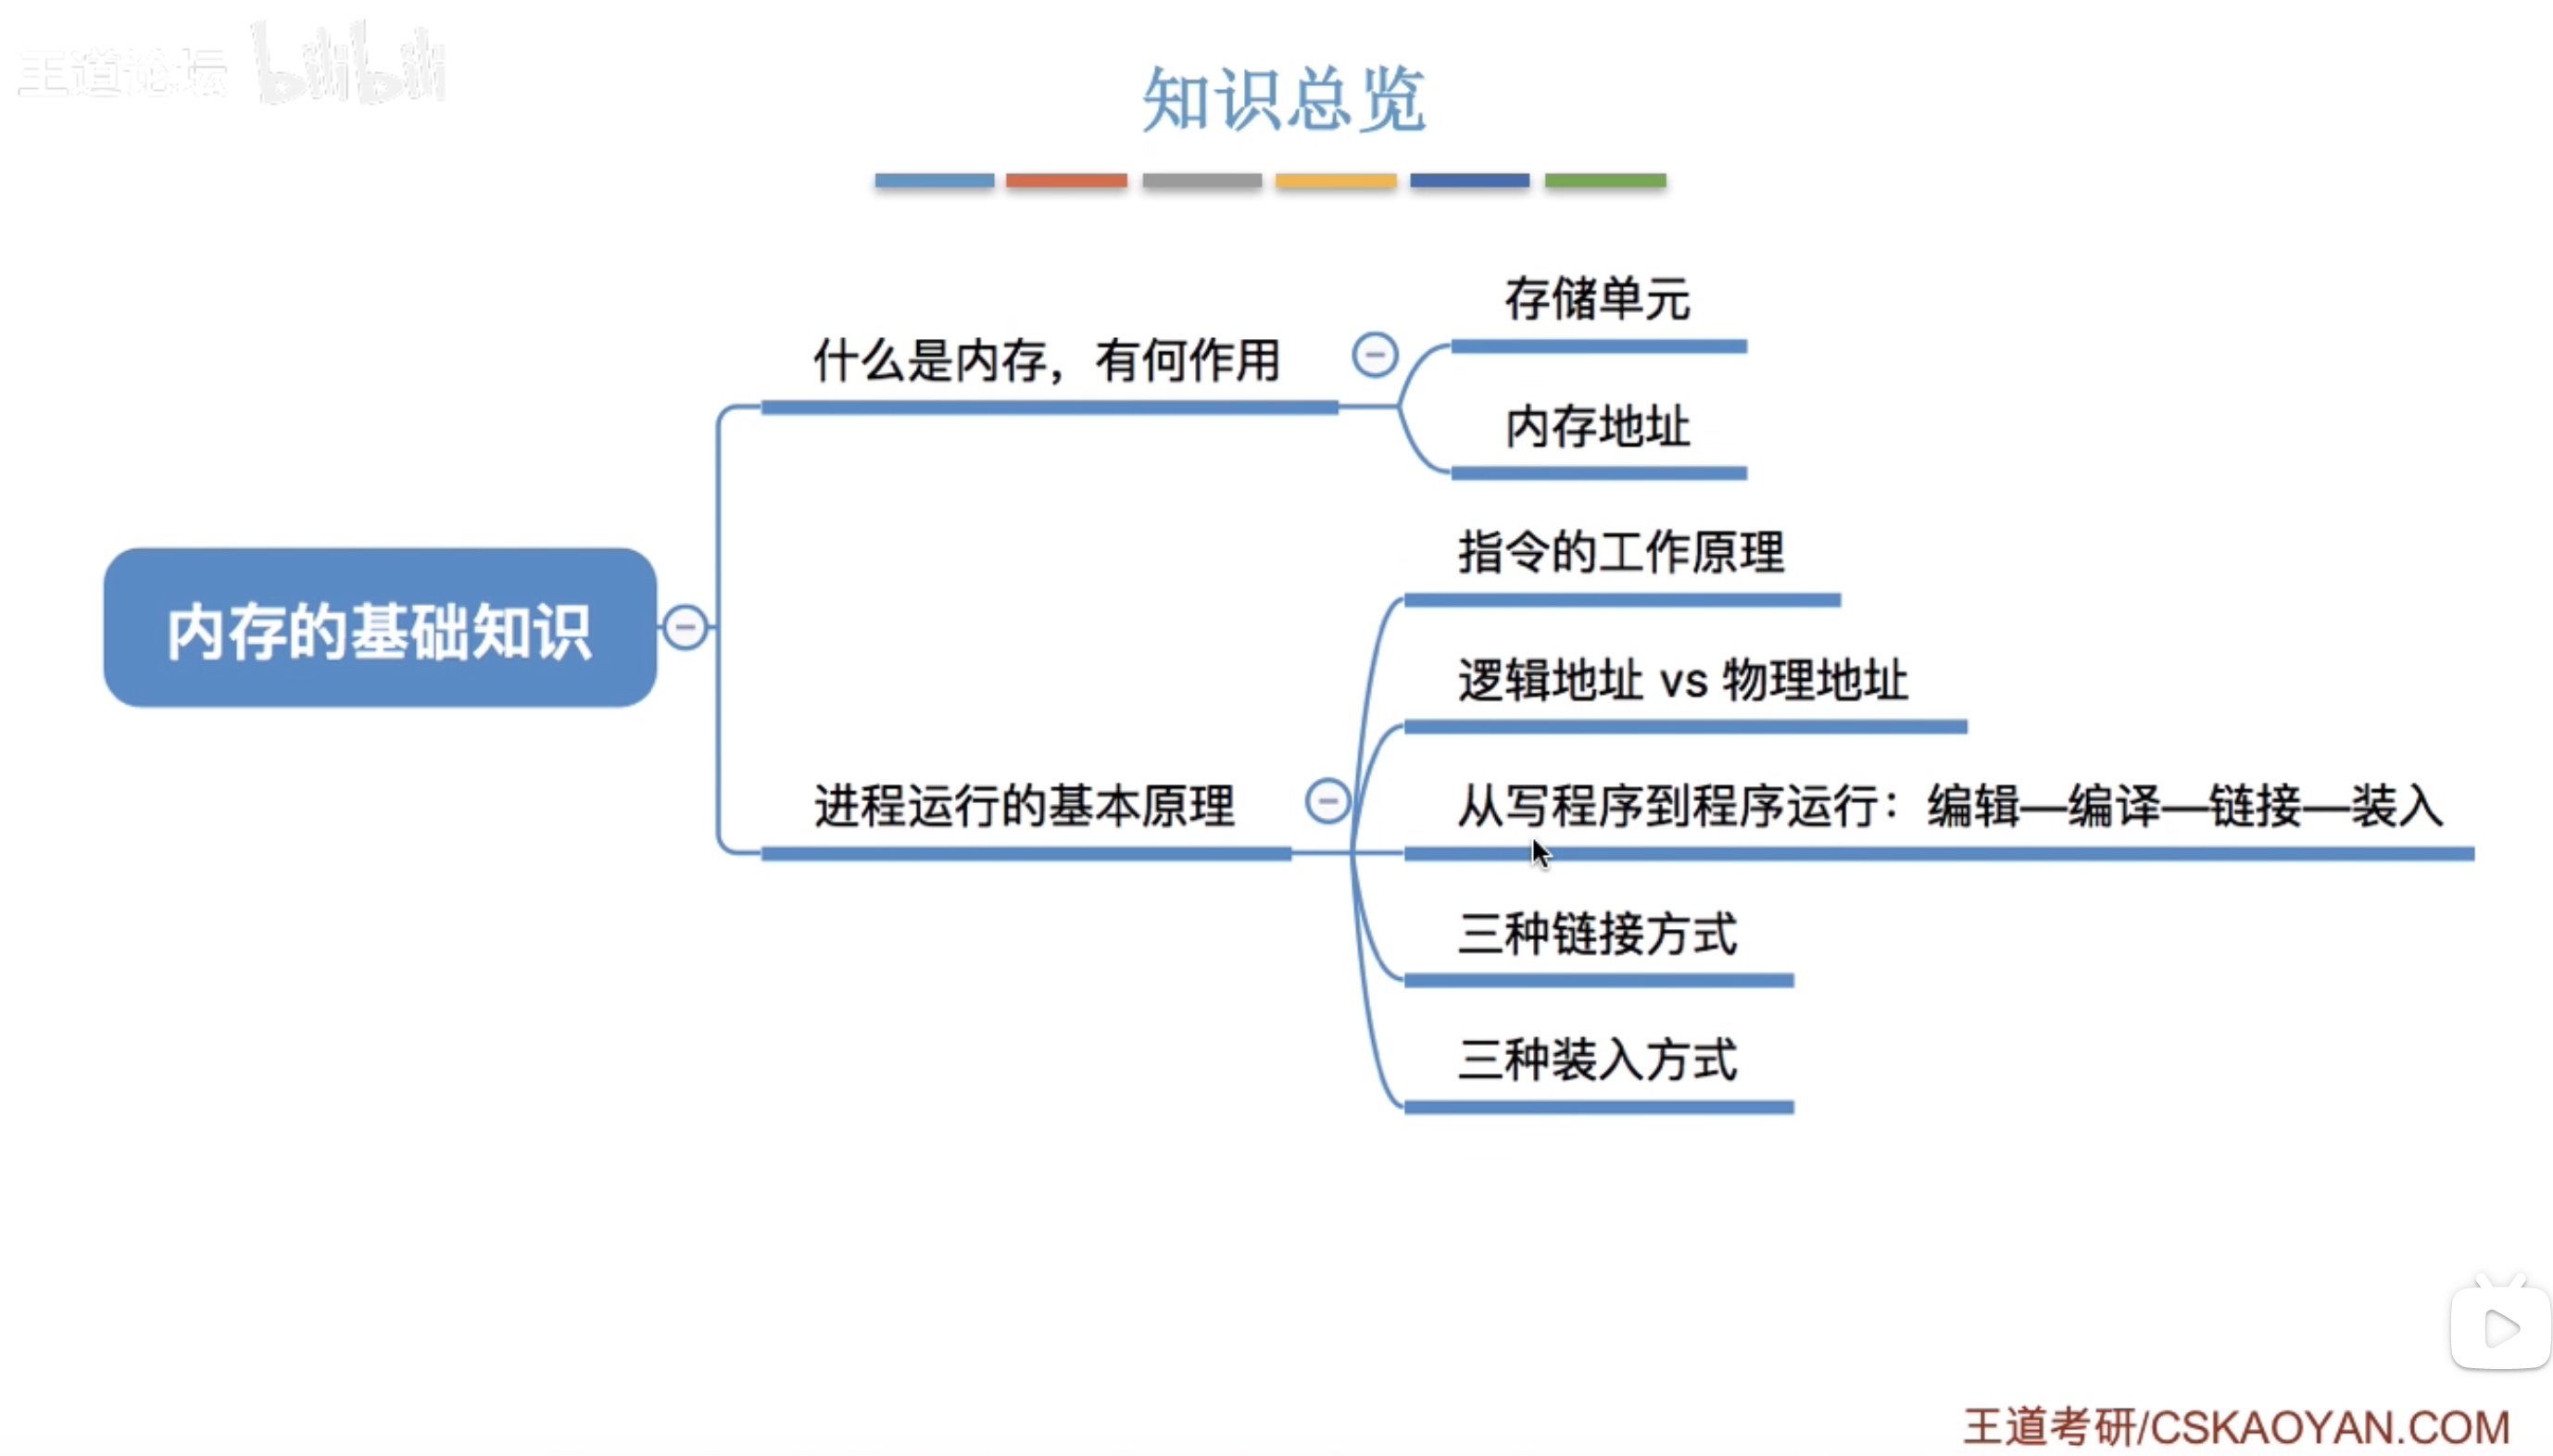 王道论坛 bilibili
知识总览
什么是内存，有何作用
存储单元
内存地址
内存的基础知识
进程运行的基本原理
指令的工作原理
逻辑地址 vs 物理地址
从写程序到程序运行：编辑—编译—链接—装入
三种链接方式
三种装入方式
王道考研/CSKAOYAN.COM